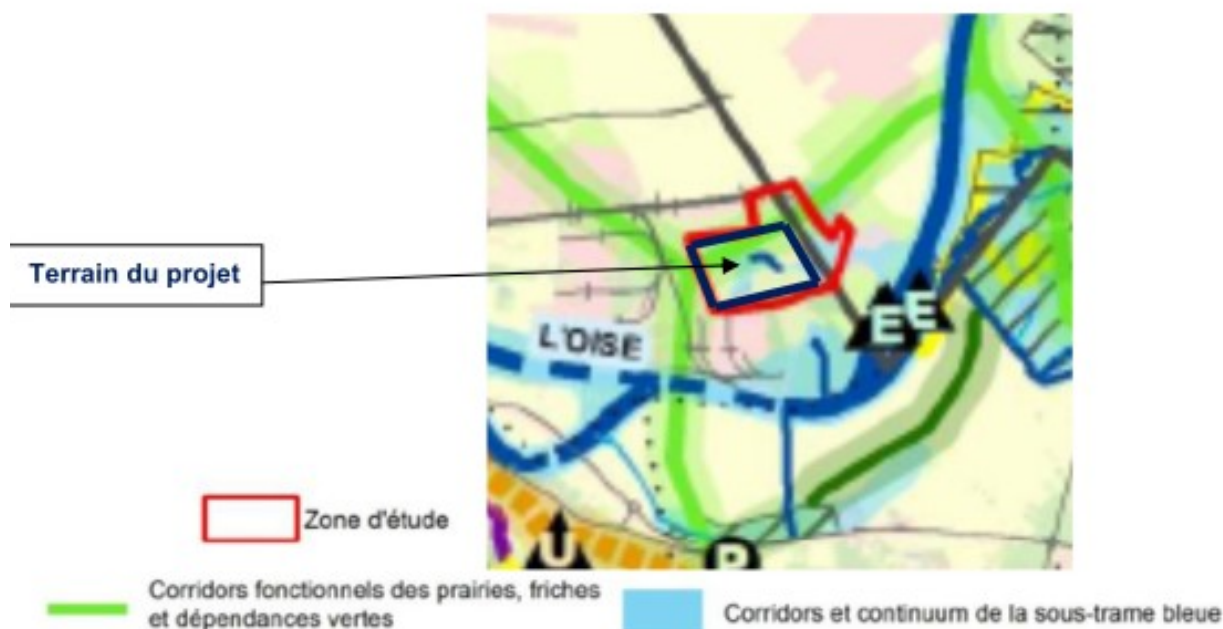 Terrain du projet
L'OISE
E
E
U
P
Zone d'étude
Corridors fonctionnels des prairies, friches
et dépendances vertes
Corridors et continuum de la sous-trame bleue